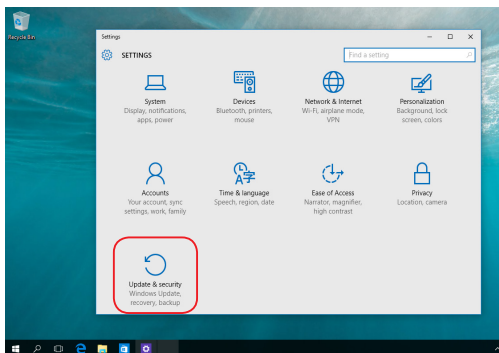 Recycle Bin
Settings
SETTINGS
Find a setting
System
Display, notifications,
apps, power
Devices
Bluetooth, printers,
mouse
Network & Internet
Wi-Fi, airplane mode,
VPN
Personalization
Background, lock
screen, colors
Accounts
Your account, sync
settings, work, family
Time & language
Speech, region, date
Ease of Access
Narrator, magnifier,
high contrast
Privacy
Location, camera
Update & security
Windows Update,
recovery, backup